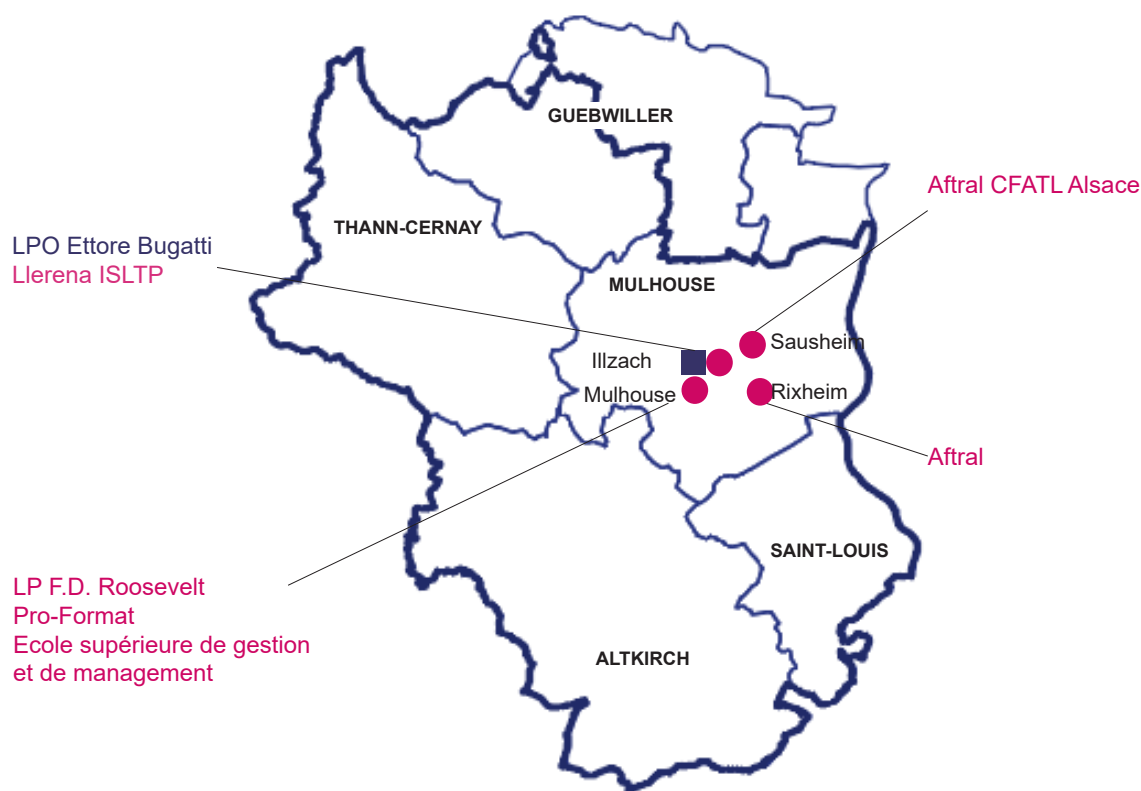 GUEBWILLER
Aftral CFATL Alsace
THANN-CERNAY
LPO Ettore Bugatti
Llerena ISLTP
MULHOUSE
Sausheim
Illzach
Mulhouse
Rixheim
Aftral
SAINT-LOUIS
LP F.D. Roosevelt
Pro-Format
Ecole supérieure de gestion
et de management
ALTKIRCH